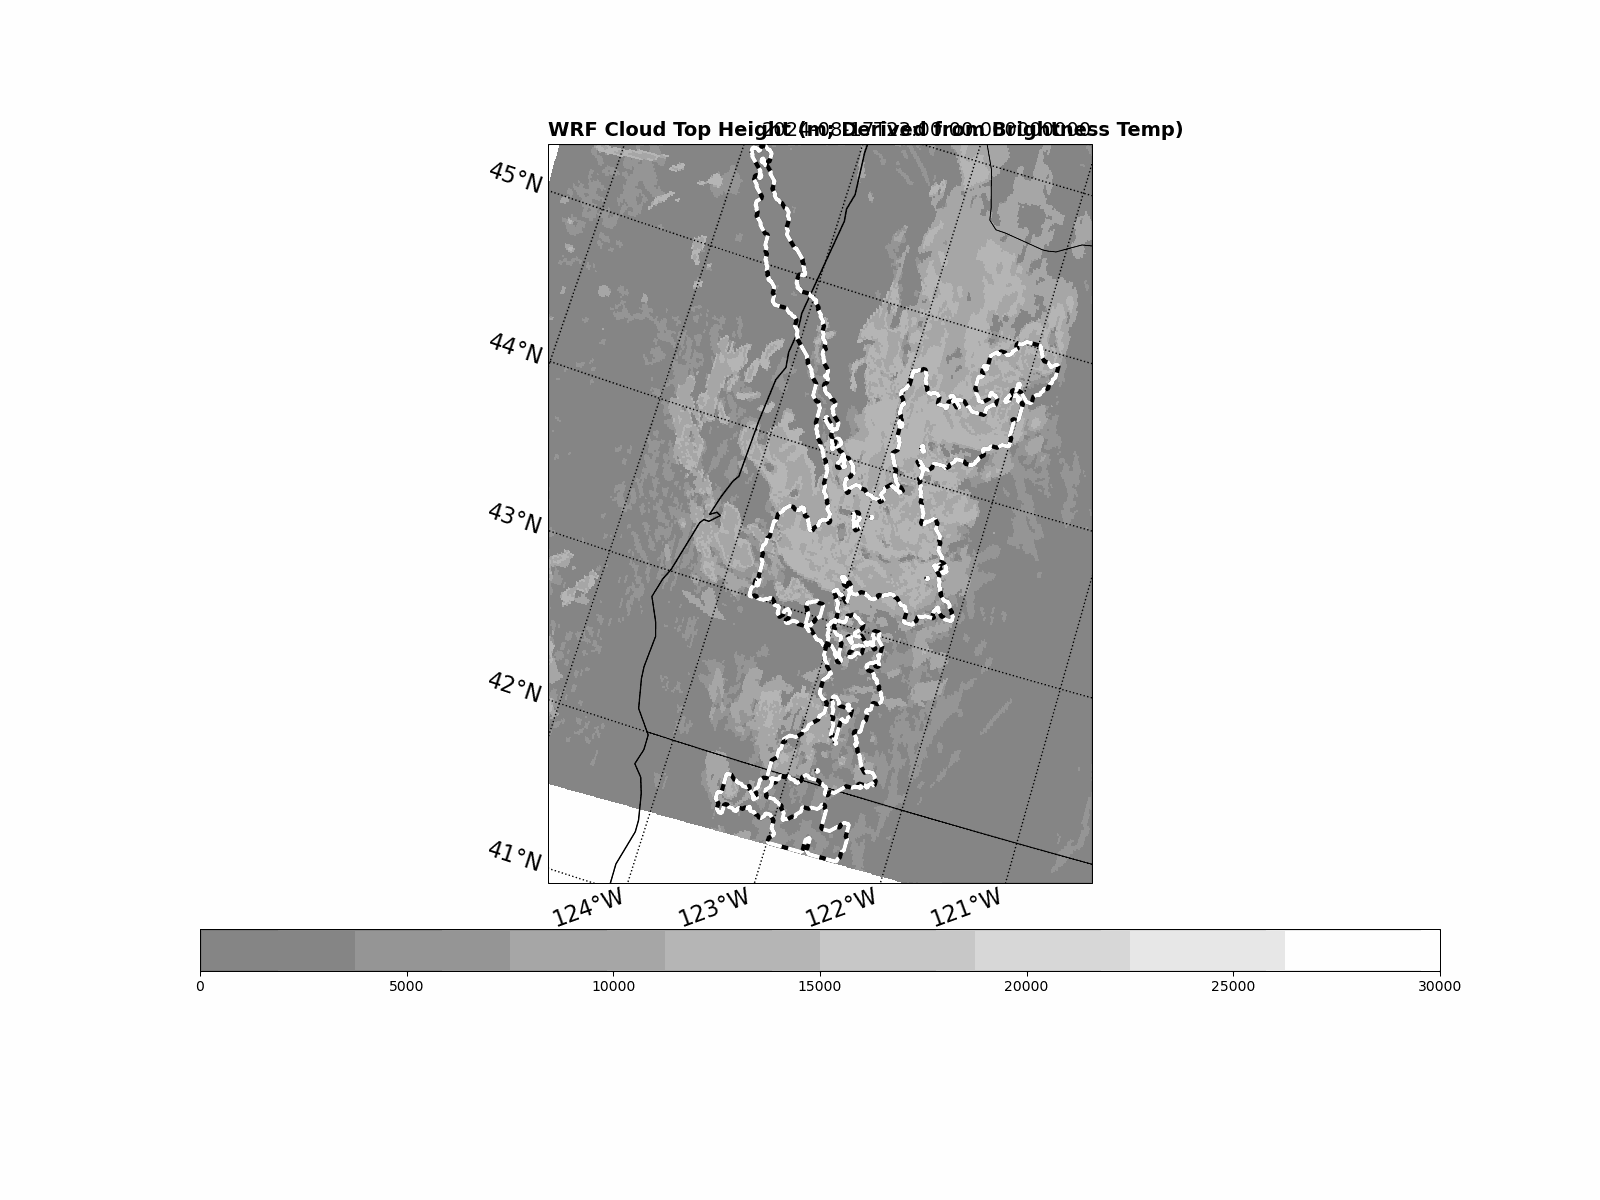 WRF Cloud Top Height (m; Derived from Brightness Temp)
45°N
44°N
43°N
42°N
41°N
124°W 123°W 122°W 121°W
0 5000 10000 15000 20000 25000 30000